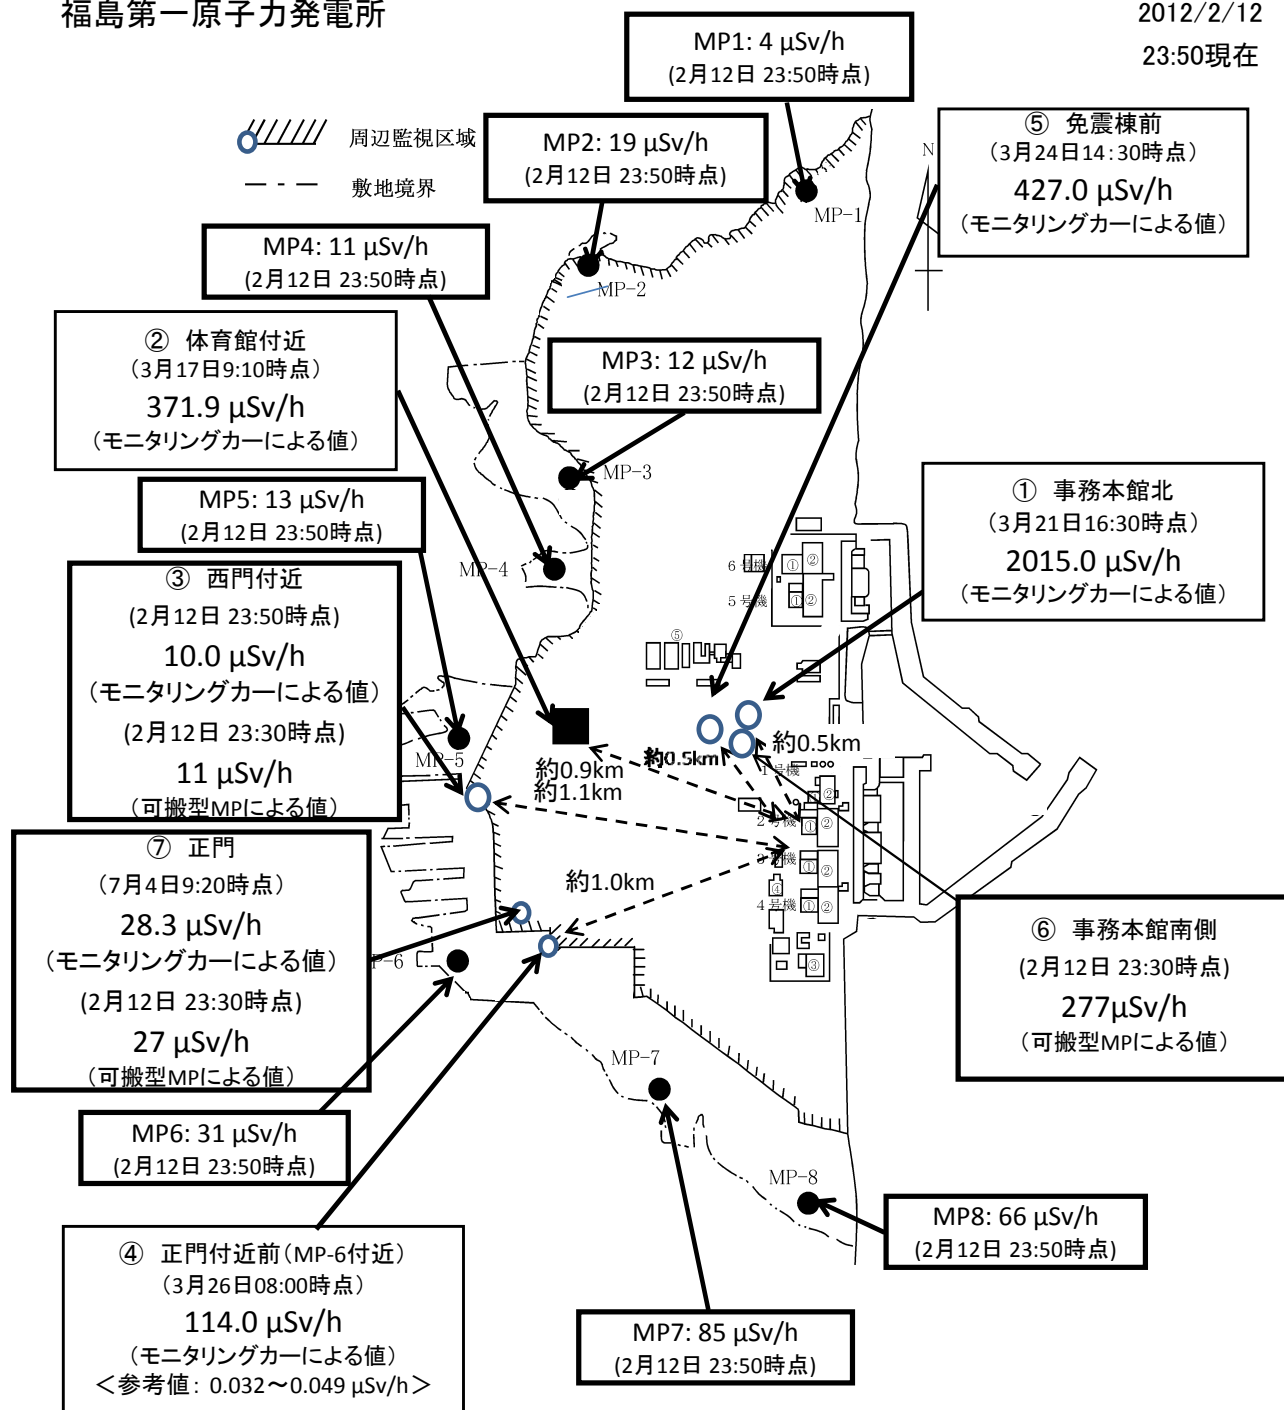 福島第一原子力発電所
2012/2/12
23:50現在
周辺監視区域
敷地境界
MP1: 4 μSv/h
(2月12日 23:50時点)
MP2: 19 μSv/h
(2月12日 23:50時点)
⑤ 免震棟前
(3月24日14:30時点)
427.0 μSv/h
(モニタリングカーによる値)
N
MP-1
MP4: 11 μSv/h
(2月12日 23:50時点)
MP-2
② 体育館付近
(3月17日9:10時点)
371.9 μSv/h
(モニタリングカーによる値)
MP3: 12 μSv/h
(2月12日 23:50時点)
MP-3
MP5: 13 μSv/h
(2月12日 23:50時点)
① 事務本館北
(3月21日16:30時点)
2015.0 μSv/h
(モニタリングカーによる値)
MP-4
6号機
① ②
5号機
① ②
⑤
③ 西門付近
(2月12日 23:50時点)
10.0 μSv/h
(モニタリングカーによる値)
(2月12日 23:30時点)
11 μSv/h
(可搬型MPによる値)
MP-5
約0.5km
約0.5km
約0.9km
約1.1km
1号機
① ②
2号機
① ②
3号機
① ②
④
4号機
① ②
③
約1.0km
⑦ 正門
(7月4日9:20時点)
28.3 μSv/h
(モニタリングカーによる値)
(2月12日 23:30時点)
27 μSv/h
(可搬型MPによる値)
P-6
⑥ 事務本館南側
(2月12日 23:30時点)
277μSv/h
(可搬型MPによる値)
MP-7
MP6: 31 μSv/h
(2月12日 23:50時点)
MP-8
MP8: 66 μSv/h
(2月12日 23:50時点)
④ 正門付近前(MP-6付近)
(3月26日08:00時点)
114.0 μSv/h
(モニタリングカーによる値)
<参考値: 0.032~0.049 μSv/h>
MP7: 85 μSv/h
(2月12日 23:50時点)